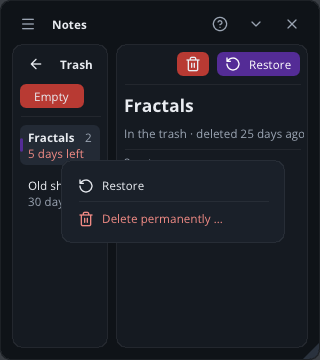 Notes
Trash
Empty
Fractals 2
5 days left
Old sh
30 day
Restore
Fractals
In the trash · deleted 25 days ago
Restore
Delete permanently ...